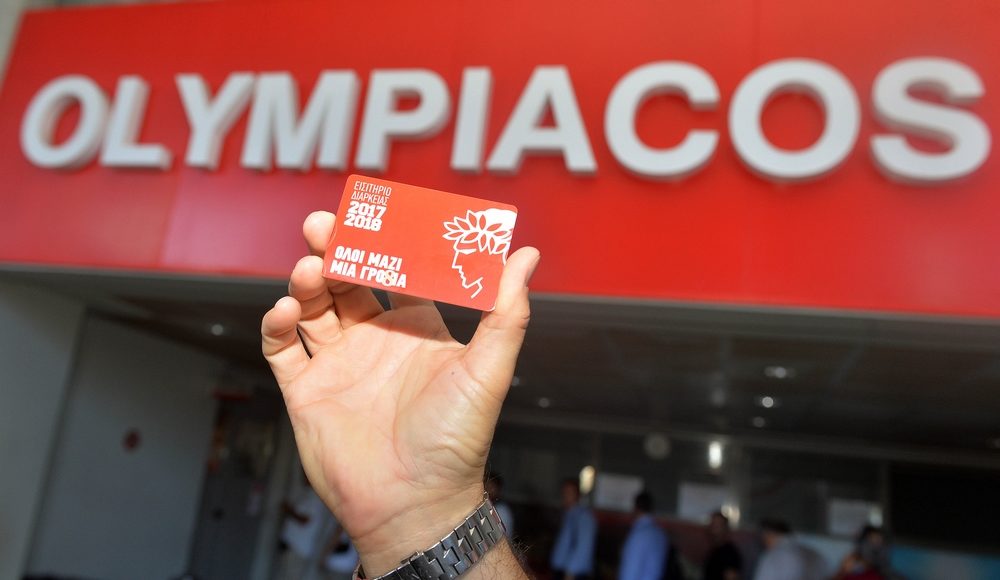 OLYMPIACOS
ΕΙΣΙΤΗΡΙΟ
ΔΙΑΡΚΕΙΑΣ
2017
2018
ΟΛΟΙ ΜΑΖΙ
ΜΙΑ ΓΡΟΘΙΑ